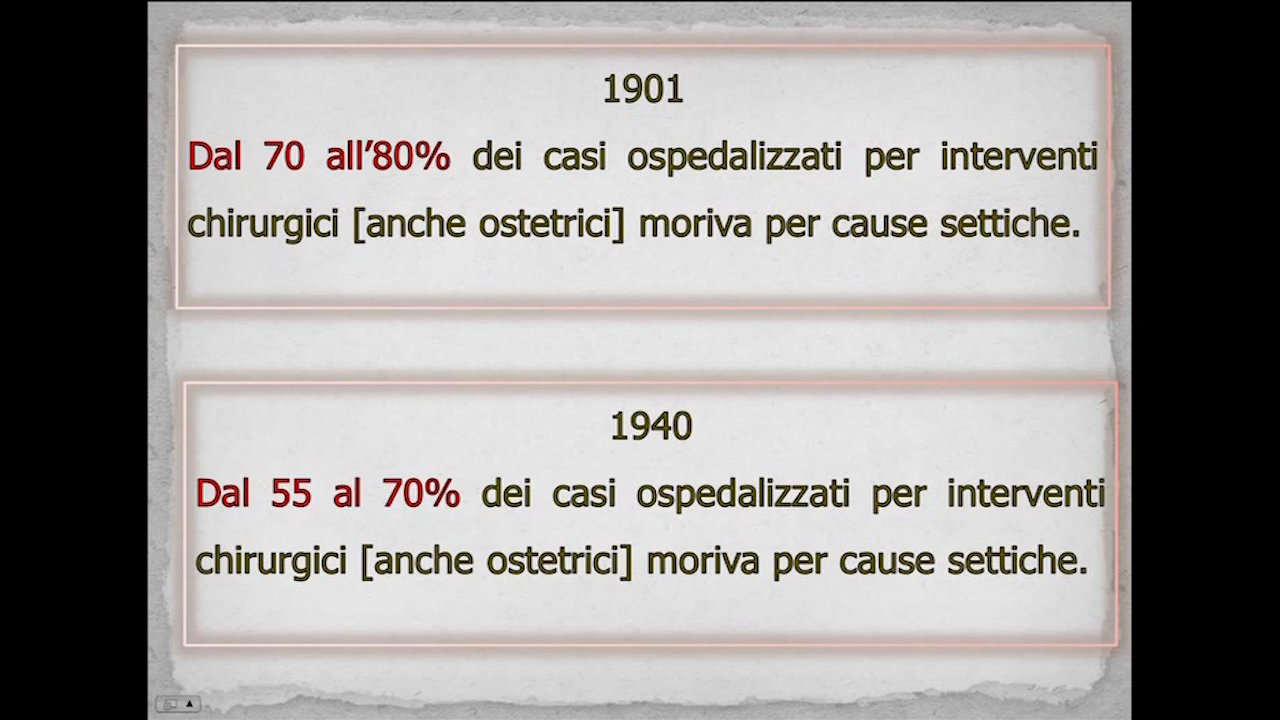 1901
Dal 70 all’80% dei casi ospedalizzati per interventi
chirurgici [anche ostetrici] moriva per cause settiche.
1940
Dal 55 al 70% dei casi ospedalizzati per interventi
chirurgici [anche ostetrici] moriva per cause settiche.